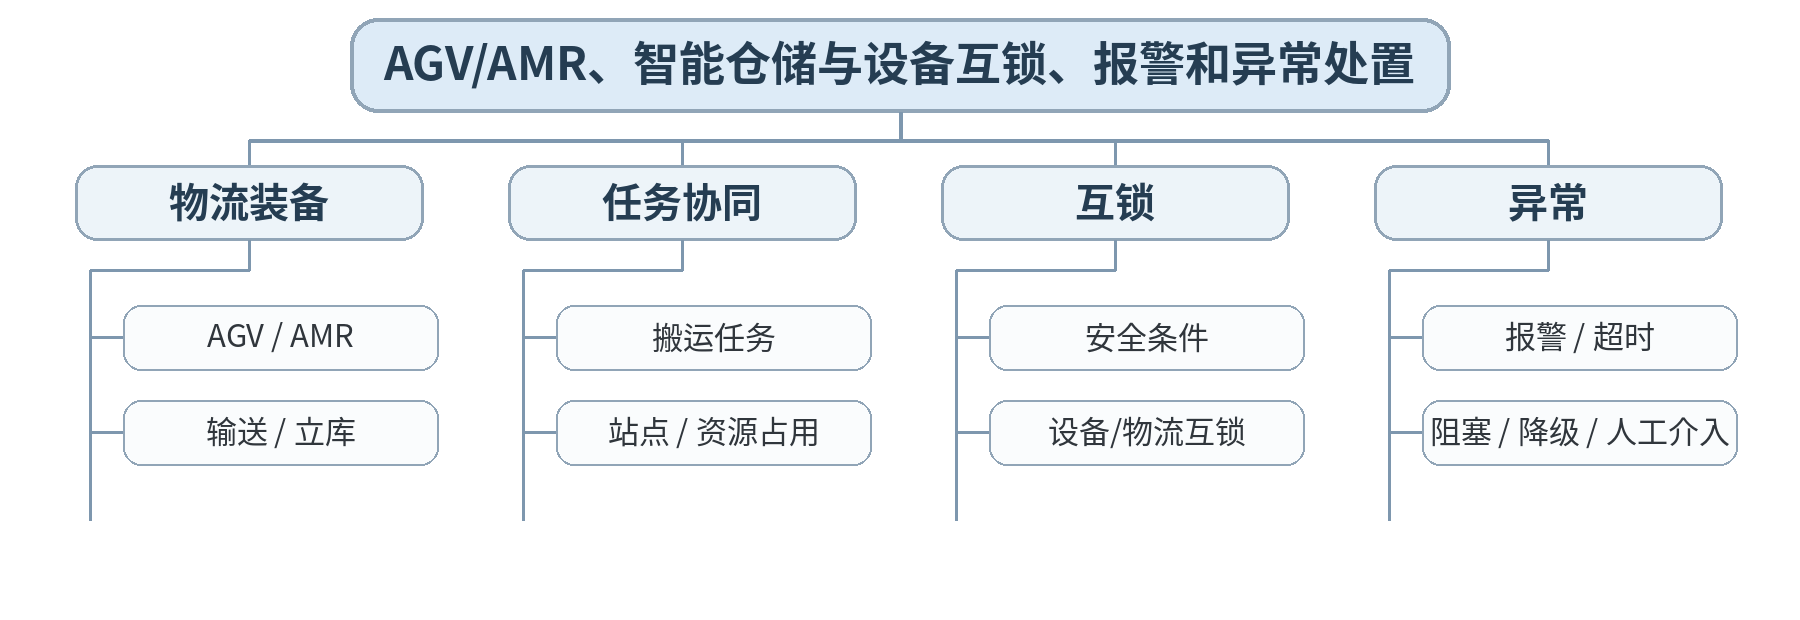 AGV/AMR、智能仓储与设备互锁、报警和异常处置
物流装备
任务协同
互锁
异常
AGV / AMR
搬运任务
安全条件
报警 / 超时
输送 / 立库
站点 / 资源占用
设备/物流互锁
阻塞 / 降级 / 人工介入